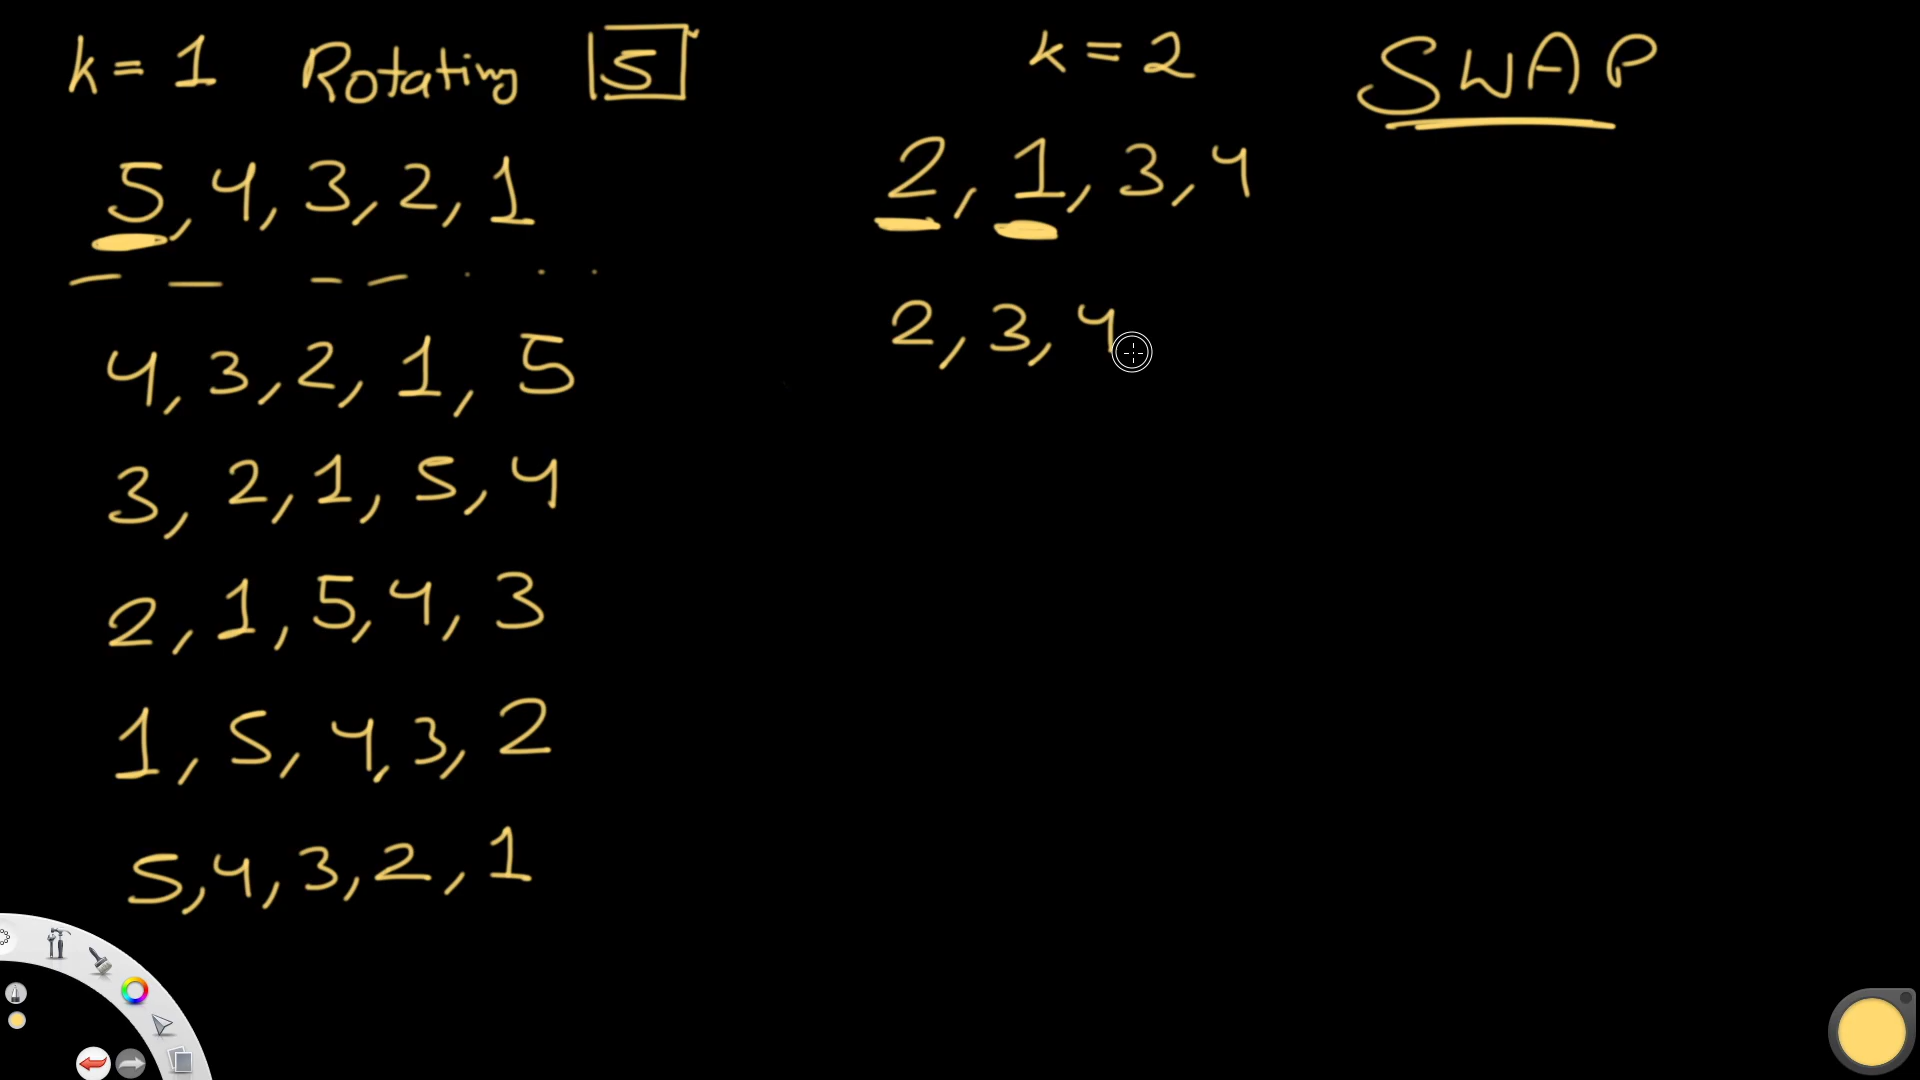 k = 1 Rotating 5
5, 4, 3, 2, 1
4, 3, 2, 1, 5
3, 2, 1, 5, 4
2, 1, 5, 4, 3
1, 5, 4, 3, 2
5, 4, 3, 2, 1
k = 2 SWAP
2, 1, 3, 4
2, 3, 4